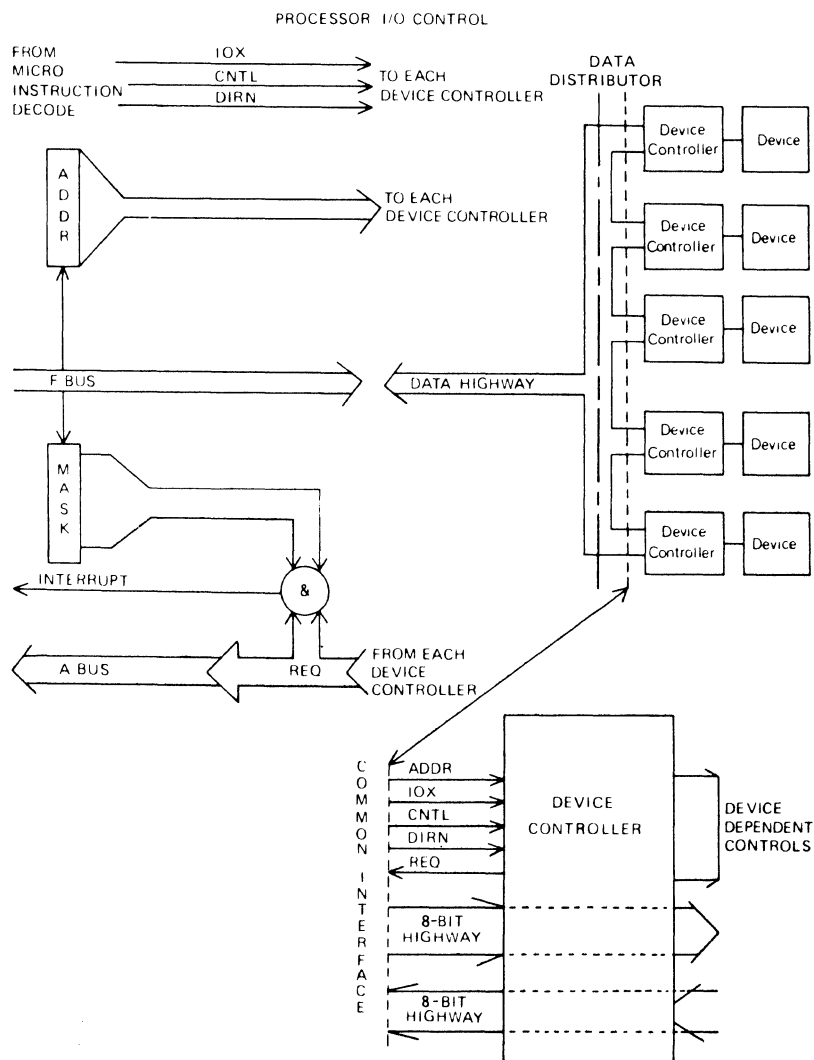 PROCESSOR I/O CONTROL
FROM
MICRO
INSTRUCTION
DECODE
IOX
CNTL
DIRN
TO EACH
DEVICE CONTROLLER
DATA
DISTRIBUTOR
ADDR
TO EACH
DEVICE CONTROLLER
Device
Controller
Device
Device
Controller
Device
Device
Controller
Device
F BUS
DATA HIGHWAY
Device
Controller
Device
Device
Controller
Device
MASK
INTERRUPT
&
A BUS
REQ
FROM EACH
DEVICE
CONTROLLER
COMMON INTERFACE
ADDR
IOX
CNTL
DIRN
REQ
8-BIT
HIGHWAY
8-BIT
HIGHWAY
DEVICE
CONTROLLER
DEVICE
DEPENDENT
CONTROLS